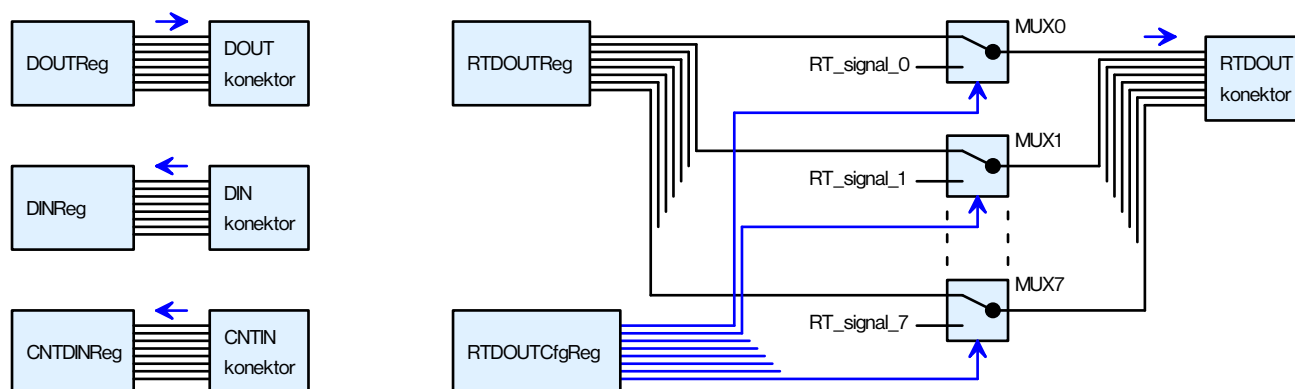 DOUTReg
DOUT
konektor
DINReg
DIN
konektor
CNTDINReg
CNTIN
konektor
RTDOUTReg
RT_signal_0
MUX0
RTDOUT
konektor
RT_signal_1
MUX1
RT_signal_7
MUX7
RTDOUTCfgReg